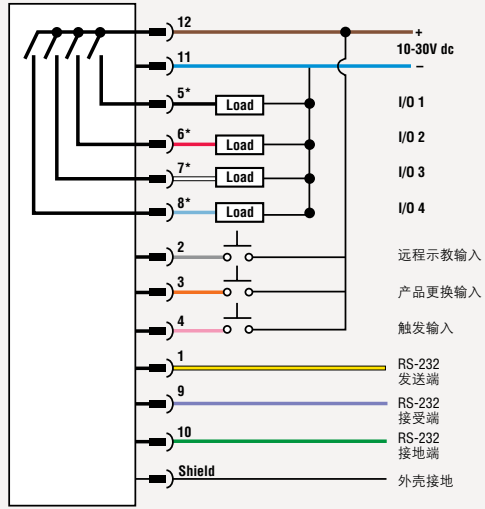 12
+
10-30V dc
11
–
5*
Load
I/O 1
6*
Load
I/O 2
7*
Load
I/O 3
8*
Load
I/O 4
2
远程示教输入
3
产品更换输入
4
触发输入
1
RS-232
发送端
9
RS-232
接受端
10
RS-232
接地端
Shield
外壳接地